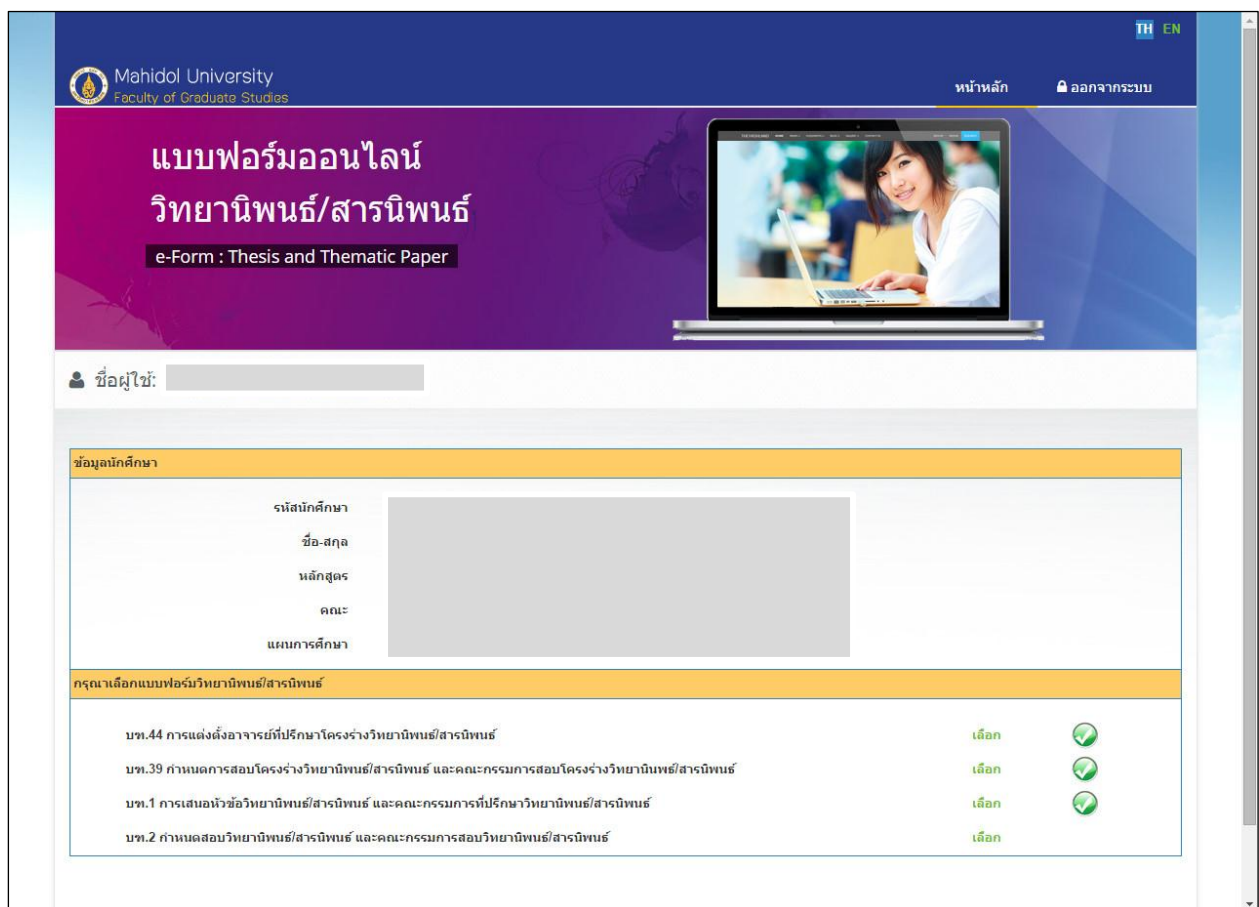 TH EN
Mahidol University
Faculty of Graduate Studies
หน้าหลัก ออกจากระบบ
แบบฟอร์มออนไลน์
วิทยานิพนธ์/สารนิพนธ์
e-Form : Thesis and Thematic Paper
ชื่อผู้ใช้:
ข้อมูลนักศึกษา
รหัสนักศึกษา
ชื่อ-สกุล
หลักสูตร
คณะ
แผนการศึกษา
กรุณาเลือกแบบฟอร์มวิทยานิพนธ์/สารนิพนธ์
บฑ.44 การแต่งตั้งอาจารย์ที่ปรึกษาโครงร่างวิทยานิพนธ์/สารนิพนธ์ เลือก
บฑ.39 กำหนดการสอบโครงร่างวิทยานิพนธ์/สารนิพนธ์ และคณะกรรมการสอบโครงร่างวิทยานินพธ์/สารนิพนธ์ เลือก
บฑ.1 การเสนอหัวข้อวิทยานิพนธ์/สารนิพนธ์ และคณะกรรมการที่ปรึกษาวิทยานิพนธ์/สารนิพนธ์ เลือก
บฑ.2 กำหนดสอบวิทยานิพนธ์/สารนิพนธ์ และคณะกรรมการสอบวิทยานิพนธ์/สารนิพนธ์ เลือก